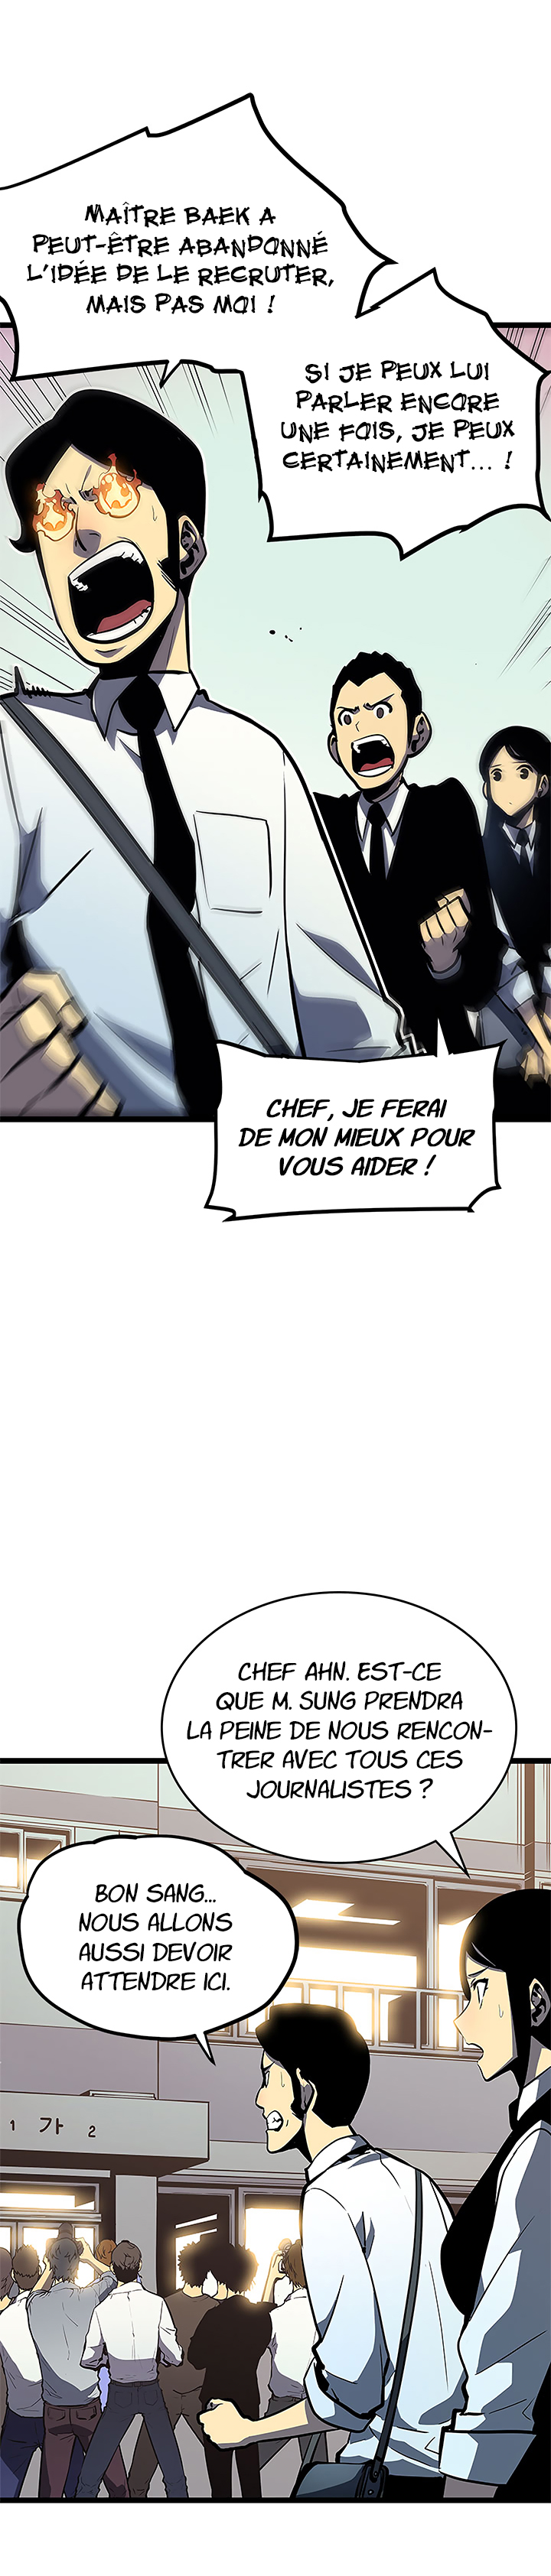 MAÎTRE BAEK A
PEUT-ÊTRE ABANDONNÉ
L'IDÉE DE LE RECRUTER,
MAIS PAS MOI !
SI JE PEUX LUI
PARLER ENCORE
UNE FOIS, JE PEUX
CERTAINEMENT... !
CHEF, JE FERAI
DE MON MIEUX POUR
VOUS AIDER !
CHEF AHN. EST-CE
QUE M. SUNG PRENDRA
LA PEINE DE NOUS RENCON-
TRER AVEC TOUS CES
JOURNALISTES ?
BON SANG...
NOUS ALLONS
AUSSI DEVOIR
ATTENDRE ICI.
1 가 2